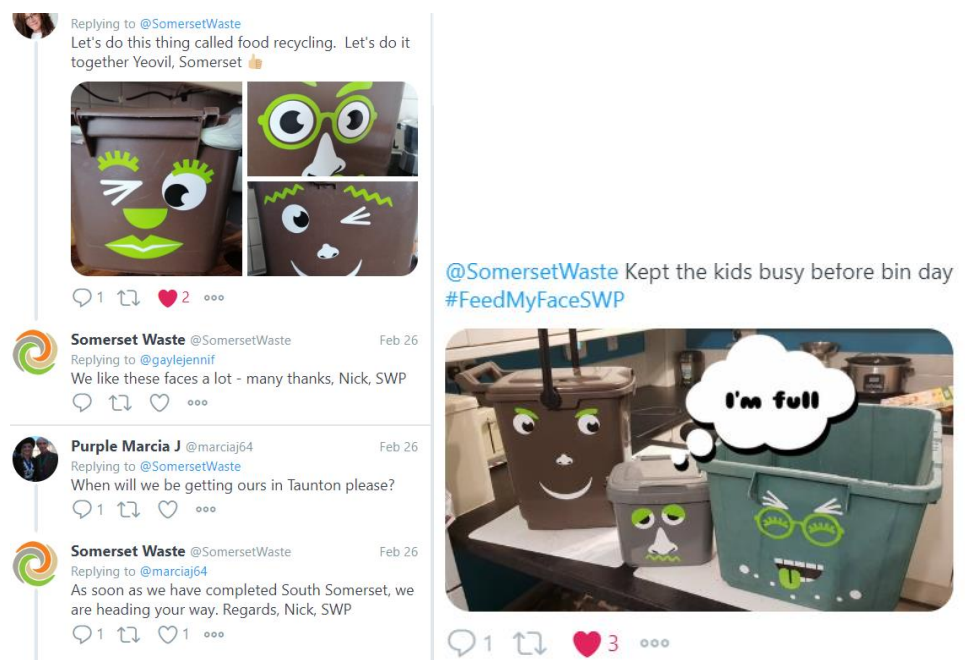 Replying to @SomersetWaste
Let's do this thing called food recycling. Let's do it
together Yeovil, Somerset 👍🏼
1 2
Somerset Waste @SomersetWaste Feb 26
Replying to @gaylejennif
We like these faces a lot - many thanks, Nick, SWP
Purple Marcia J @marciaj64 Feb 26
Replying to @SomersetWaste
When will we be getting ours in Taunton please?
1
Somerset Waste @SomersetWaste Feb 26
Replying to @marciaj64
As soon as we have completed South Somerset, we
are heading your way. Regards, Nick, SWP
1 1
@SomersetWaste Kept the kids busy before bin day
#FeedMyFaceSWP
I'm full
1 3